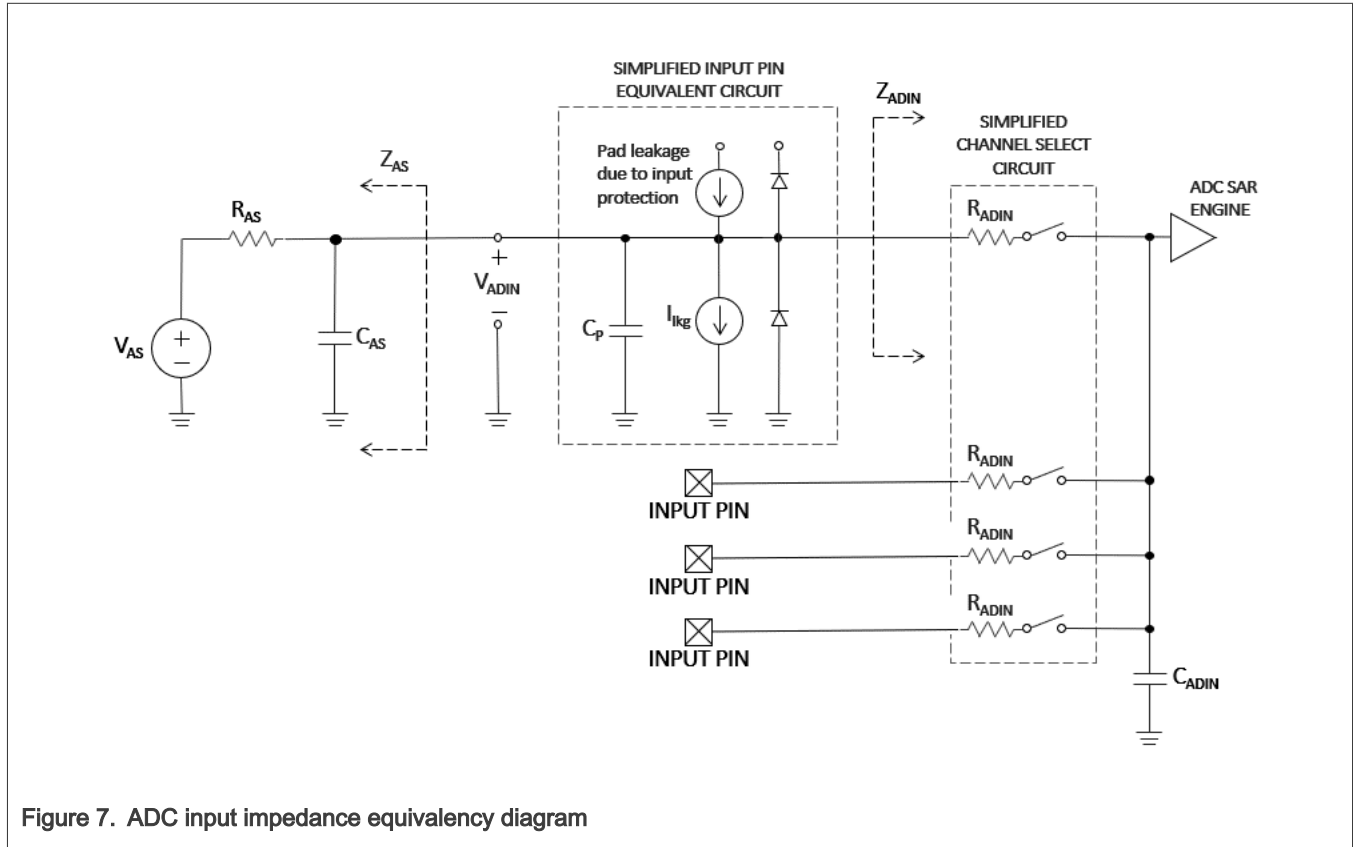 SIMPLIFIED INPUT PIN
EQUIVALENT CIRCUIT
Z_ADIN
SIMPLIFIED
CHANNEL SELECT
CIRCUIT
Pad leakage
due to input
protection
Z_AS
R_AS
R_ADIN
ADC SAR
ENGINE
+
V_ADIN
−
V_AS
+
−
C_AS
C_P
I_lkg
R_ADIN
INPUT PIN
R_ADIN
INPUT PIN
R_ADIN
INPUT PIN
C_ADIN
Figure 7. ADC input impedance equivalency diagram